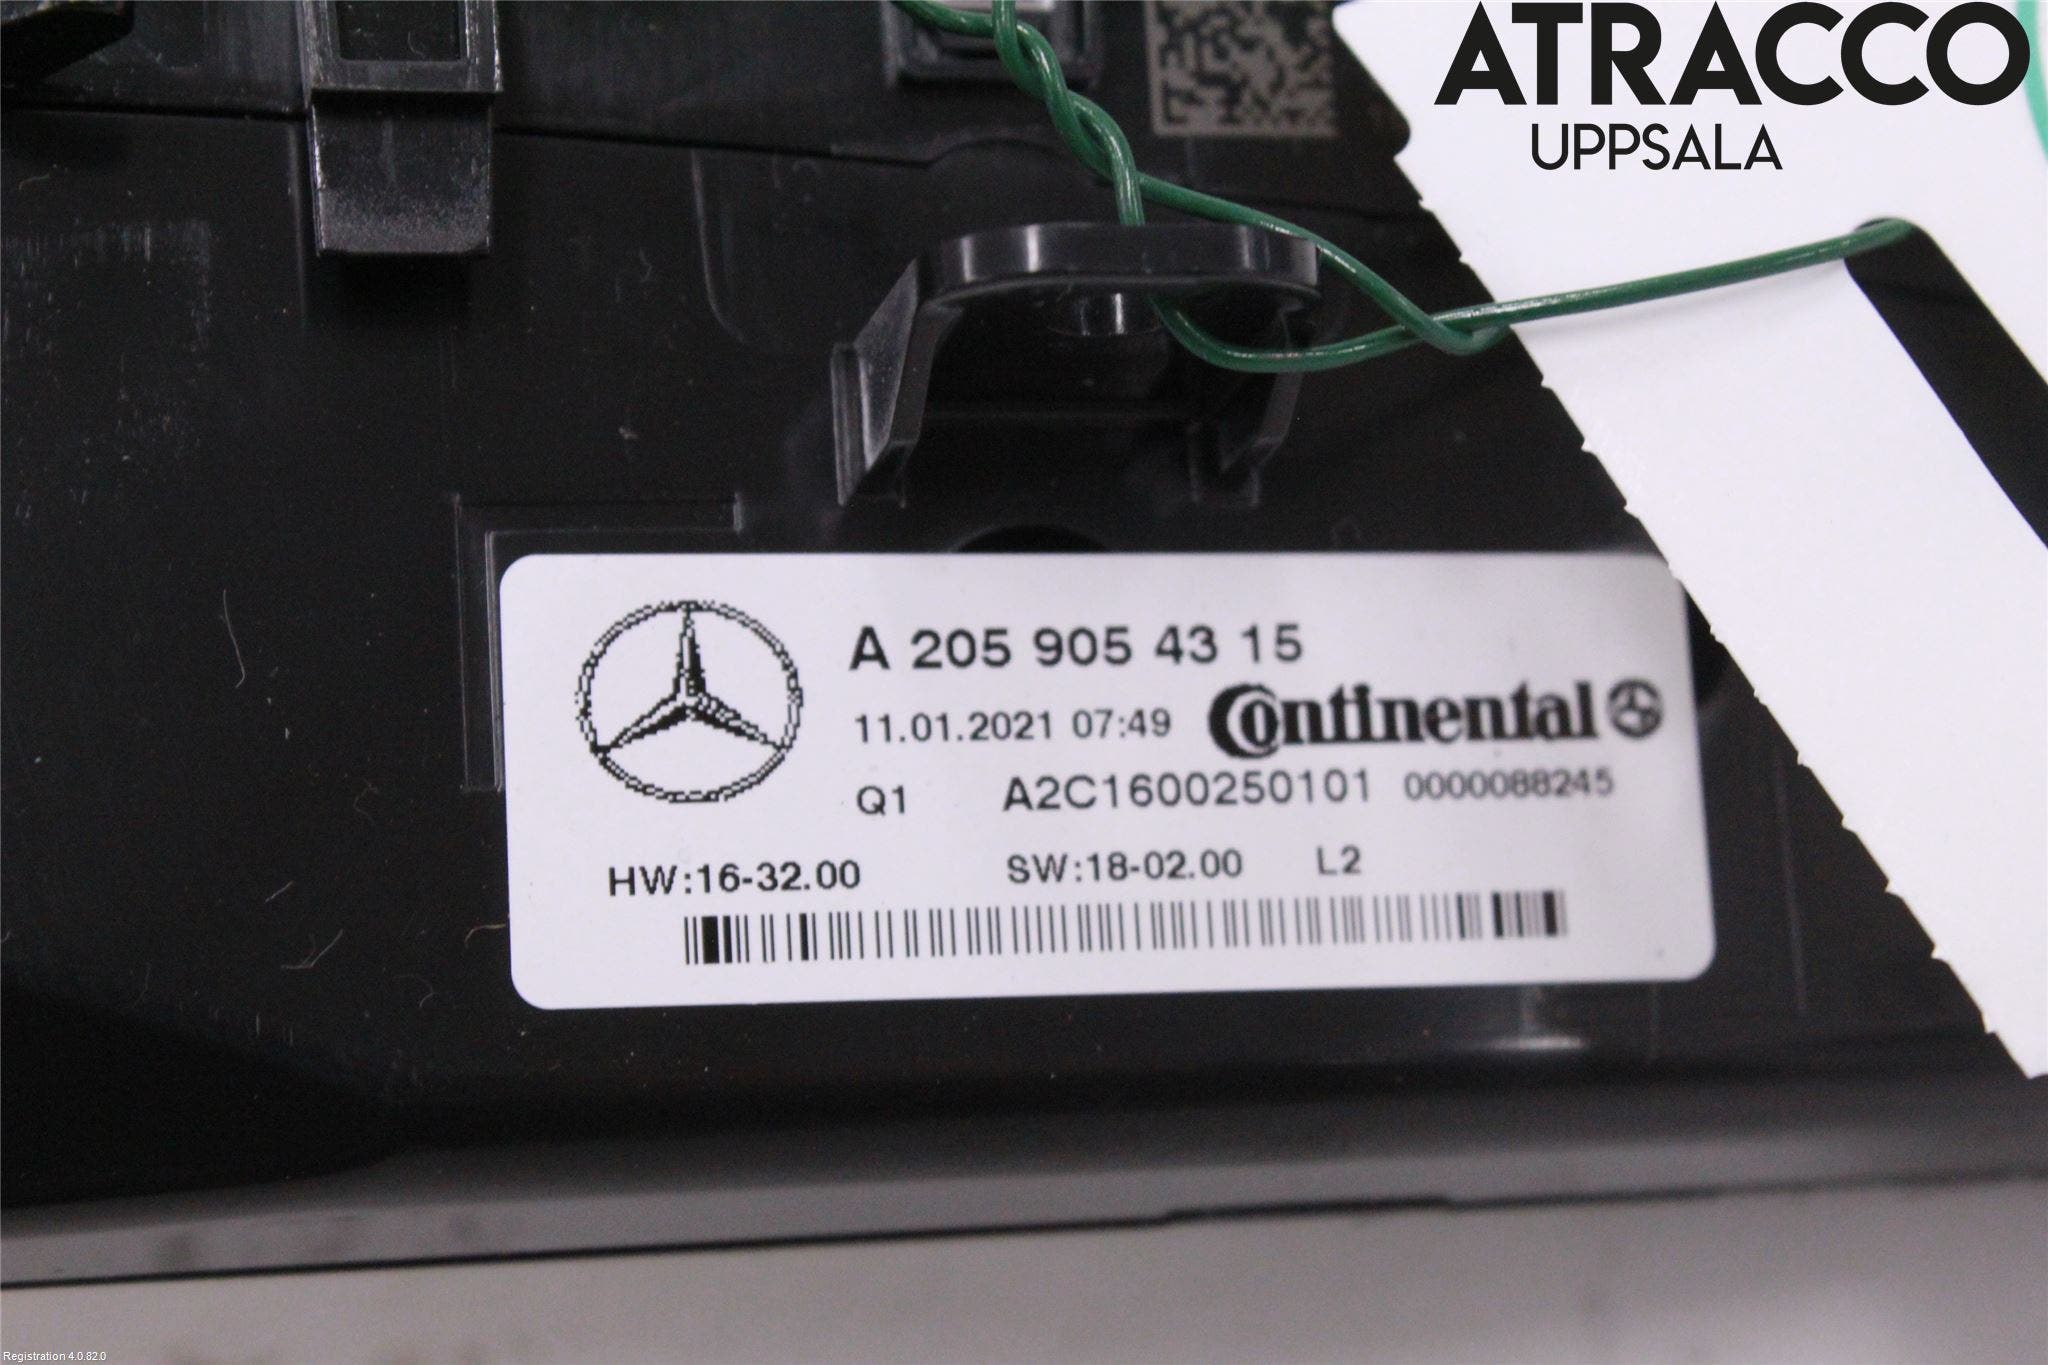 ATRACCO
UPPSALA
A 205 905 43 15
11.01.2021 07:49 Continental
Q1 A2C1600250101 0000088245
HW:16-32.00 SW:18-02.00 L2
Registration 4.0.82.0